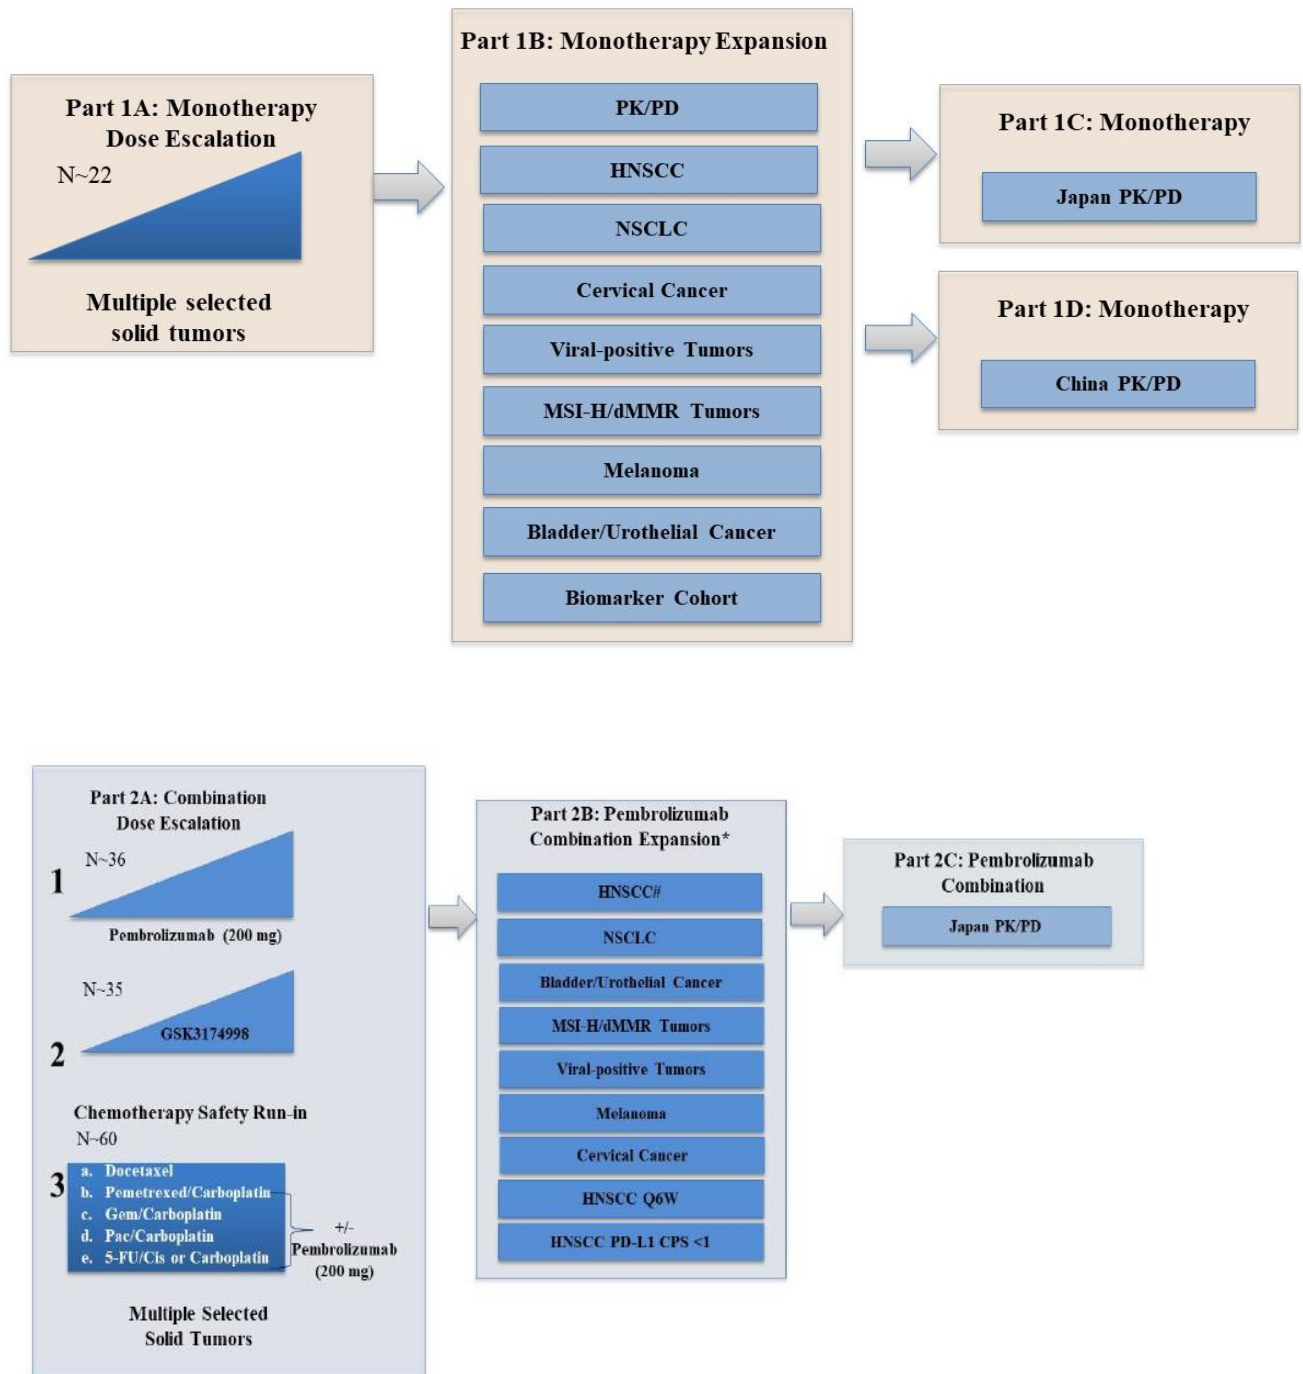 Part 1A: Monotherapy
Dose Escalation
N~22
Multiple selected
solid tumors
Part 1B: Monotherapy Expansion
PK/PD
HNSCC
NSCLC
Cervical Cancer
Viral-positive Tumors
MSI-H/dMMR Tumors
Melanoma
Bladder/Urothelial Cancer
Biomarker Cohort
Part 1C: Monotherapy
Japan PK/PD
Part 1D: Monotherapy
China PK/PD
Part 2A: Combination
Dose Escalation
N~36
1
Pembrolizumab (200 mg)
N~35
GSK3174998
2
Chemotherapy Safety Run-in
N~60
3
a. Docetaxel
b. Pemetrexed/Carboplatin
c. Gem/Carboplatin
d. Pac/Carboplatin
e. 5-FU/Cis or Carboplatin
+/-
Pembrolizumab
(200 mg)
Multiple Selected
Solid Tumors
Part 2B: Pembrolizumab
Combination Expansion*
HNSCC#
NSCLC
Bladder/Urothelial Cancer
MSI-H/dMMR Tumors
Viral-positive Tumors
Melanoma
Cervical Cancer
HNSCC Q6W
HNSCC PD-L1 CPS <1
Part 2C: Pembrolizumab
Combination
Japan PK/PD